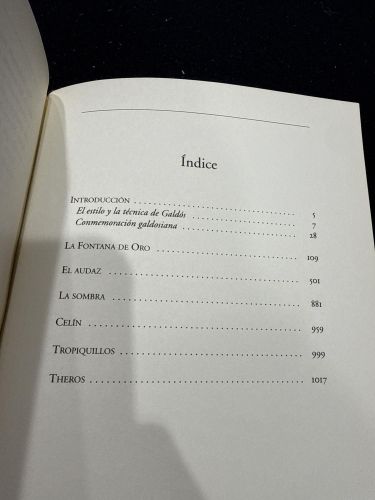 Índice
INTRODUCCIÓN . . . . . . . . . . . . . . . . . . . . . . . . . . . . . . 5
El estilo y la técnica de Galdós . . . . . . . . . . . . . . . . . . . 7
Conmemoración galdosiana . . . . . . . . . . . . . . . . . . . . . 28
LA FONTANA DE ORO . . . . . . . . . . . . . . . . . . . . . . . . . . 109
EL AUDAZ . . . . . . . . . . . . . . . . . . . . . . . . . . . . . . . . . 501
LA SOMBRA . . . . . . . . . . . . . . . . . . . . . . . . . . . . . . . . 881
CELÍN . . . . . . . . . . . . . . . . . . . . . . . . . . . . . . . . . . . . 959
TROPIQUILLOS . . . . . . . . . . . . . . . . . . . . . . . . . . . . . . 999
THEROS . . . . . . . . . . . . . . . . . . . . . . . . . . . . . . . . . . . 1017